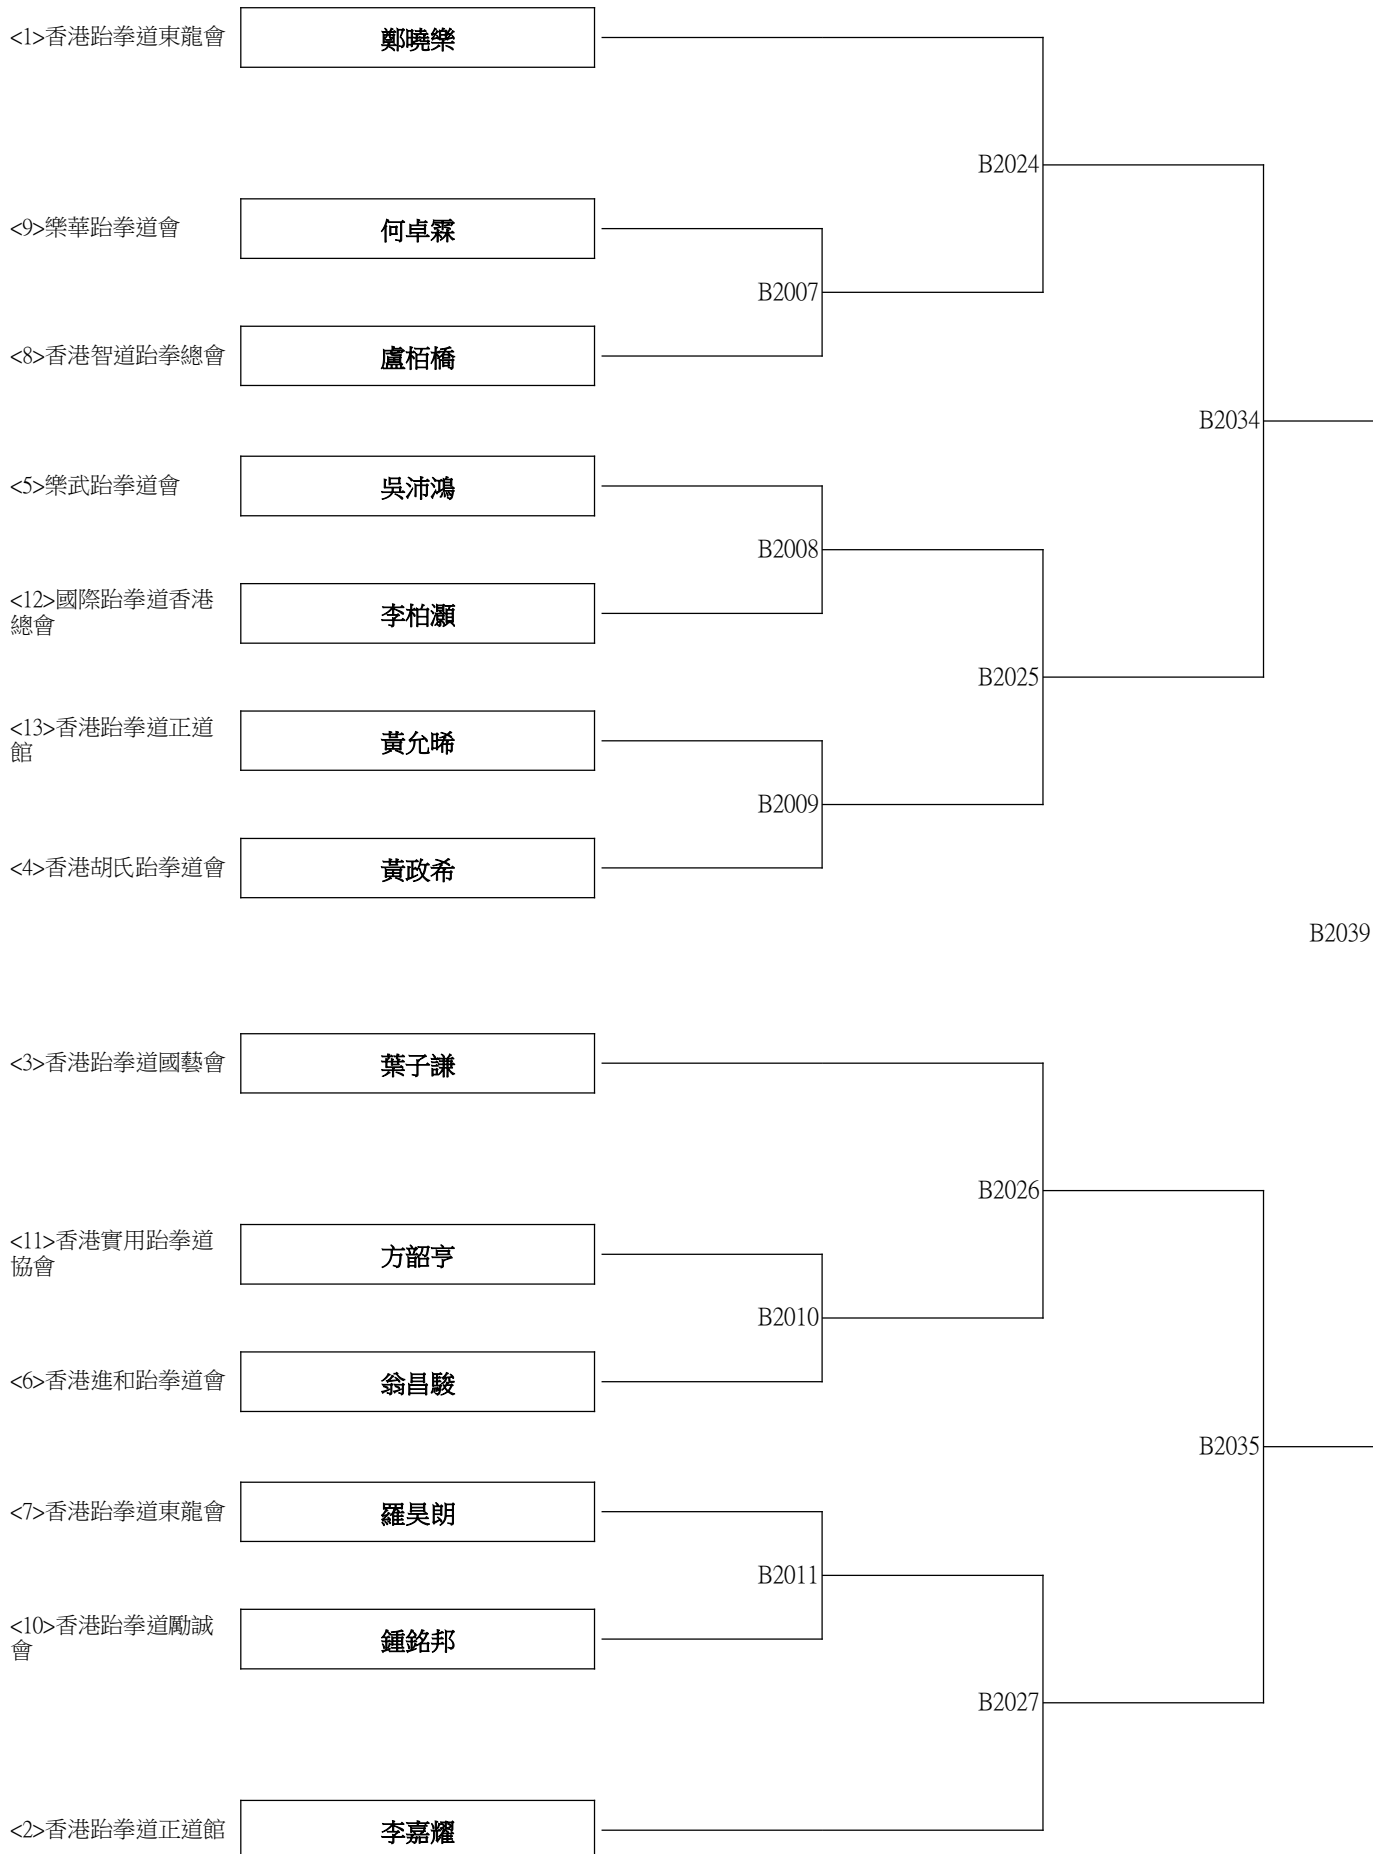 <1>香港跆拳道東龍會
鄭曉樂
B2024
<9>樂華跆拳道會
何卓霖
B2007
<8>香港智道跆拳總會
盧栢橋
B2034
<5>樂武跆拳道會
吳沛鴻
B2008
<12>國際跆拳道香港
總會
李柏灝
B2025
<13>香港跆拳道正道
館
黃允晞
B2009
<4>香港胡氏跆拳道會
黃政希
B2039
<3>香港跆拳道國藝會
葉子謙
B2026
<11>香港實用跆拳道
協會
方韶亨
B2010
<6>香港進和跆拳道會
翁昌駿
B2035
<7>香港跆拳道東龍會
羅昊朗
B2011
<10>香港跆拳道勵誠
會
鍾銘邦
B2027
<2>香港跆拳道正道館
李嘉耀